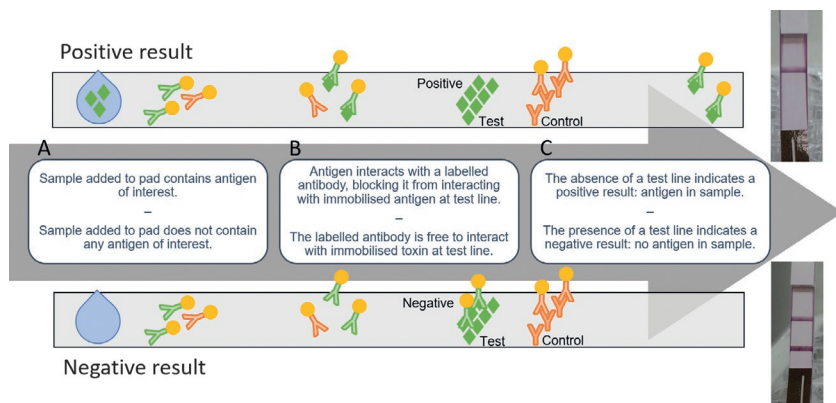 Positive result
Positive
Test
Control
A
Sample added to pad contains antigen
of interest.
–
Sample added to pad does not contain
any antigen of interest.
B
Antigen interacts with a labelled
antibody, blocking it from interacting
with immobilised antigen at test line.
–
The labelled antibody is free to interact
with immobilised toxin at test line.
C
The absence of a test line indicates a
positive result: antigen in sample.
–
The presence of a test line indicates a
negative result: no antigen in sample.
Negative
Test
Control
Negative result